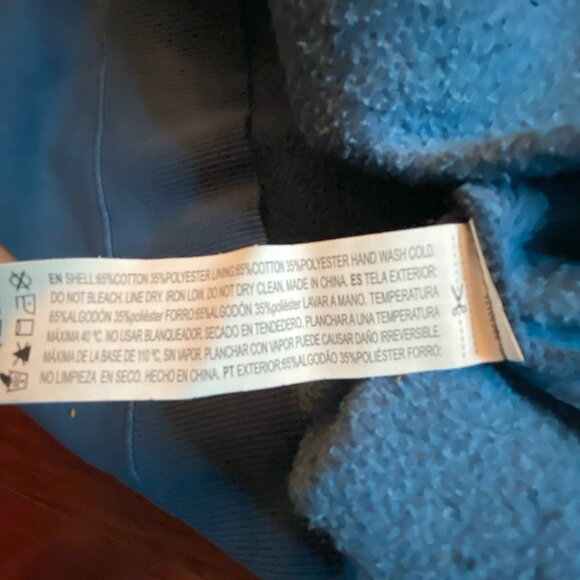 EN SHELL:65%COTTON 35%POLYESTER LINING:65%COTTON 35%POLYESTER HAND WASH COLD.
DO NOT BLEACH. LINE DRY. IRON LOW. DO NOT DRY CLEAN. MADE IN CHINA. ES TELA EXTERIOR:
65%ALGODÓN 35%poliéster FORRO:65%ALGODÓN 35%poliéster LAVAR A MANO. TEMPERATURA
MÁXIMA 40 ºC. NO USAR BLANQUEADOR. SECADO EN TENDEDERO. PLANCHAR A UNA TEMPERATURA
MÁXIMA DE LA BASE DE 110 ºC, SIN VAPOR. PLANCHAR CON VAPOR PUEDE CAUSAR DAÑO IRREVERSIBLE.
NO LIMPIEZA EN SECO. HECHO EN CHINA. PT EXTERIOR:65%ALGODÃO 35%POLIÉSTER FORRO: